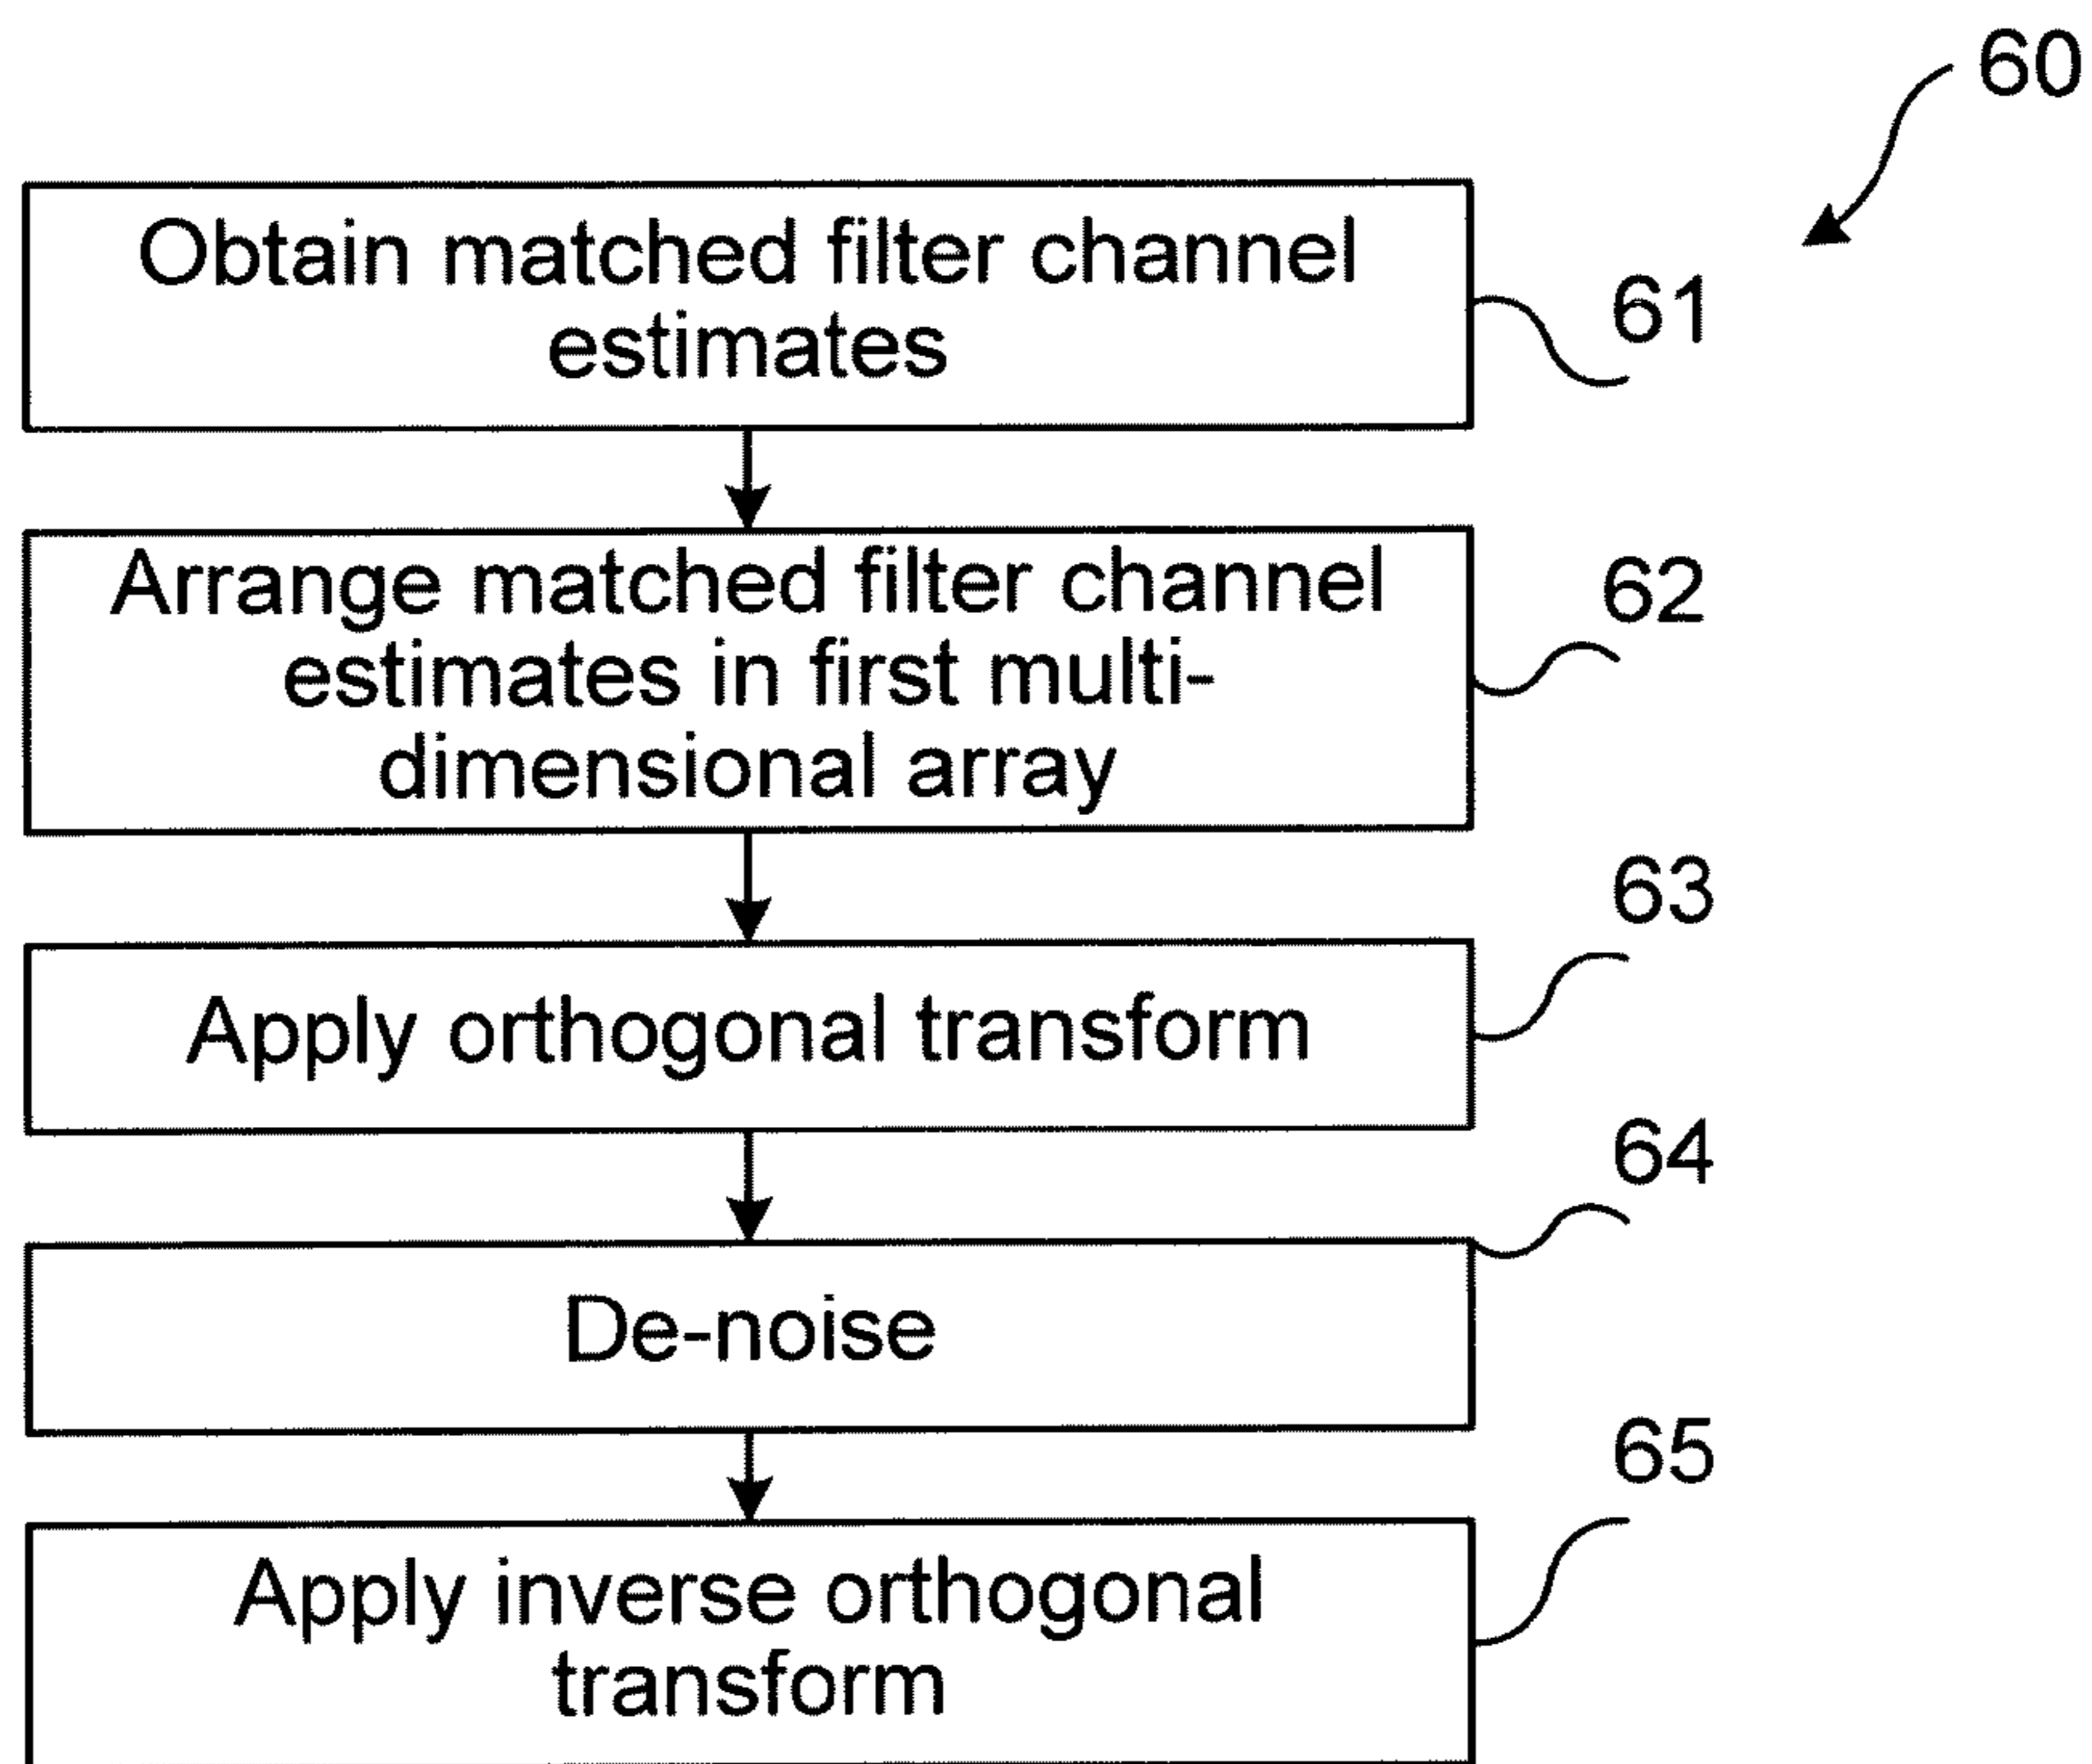 60
Obtain matched filter channel
estimates
61
Arrange matched filter channel
estimates in first multi-
dimensional array
62
63
Apply orthogonal transform
64
De-noise
65
Apply inverse orthogonal
transform